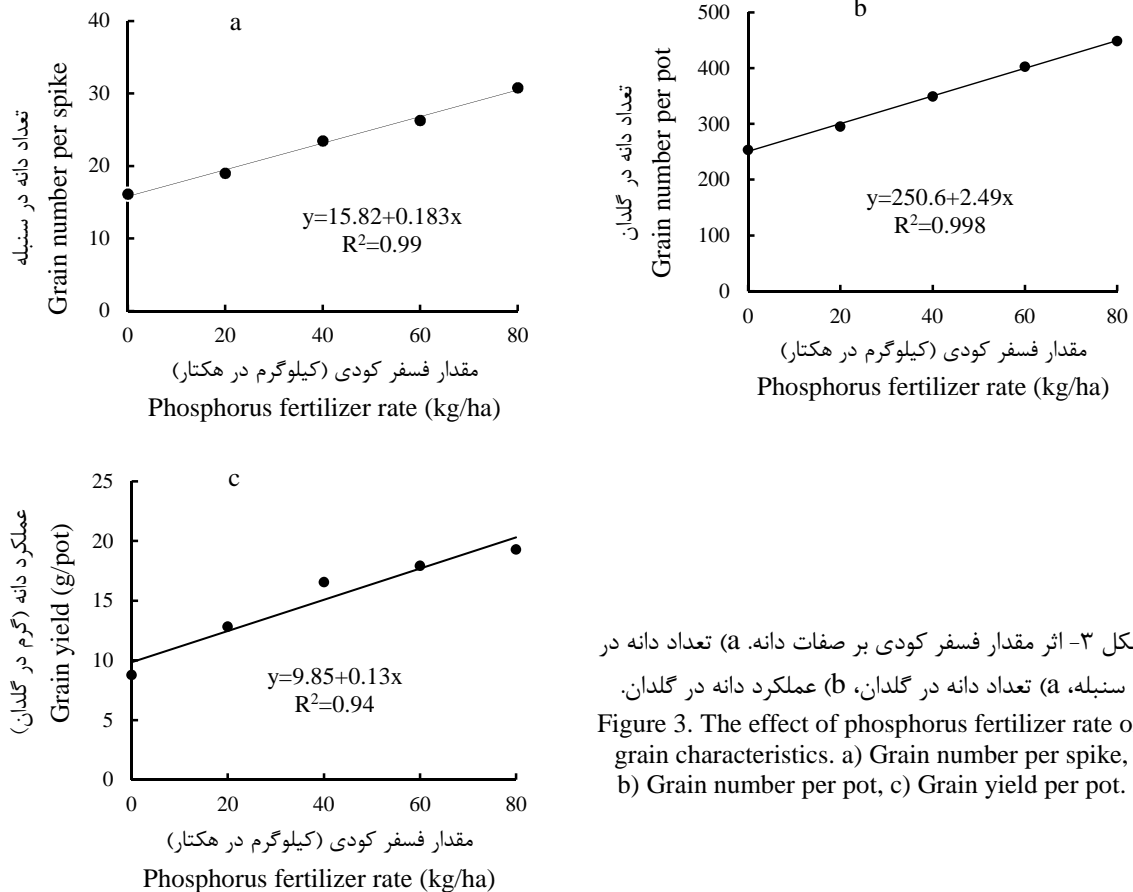 a
40
30
20
10
0
0 20 40 60 80
تعداد دانه در سنبله
Grain number per spike
y=15.82+0.183x
R²=0.99
مقدار فسفر کودی (کیلوگرم در هکتار)
Phosphorus fertilizer rate (kg/ha)
b
500
400
300
200
100
0
0 20 40 60 80
تعداد دانه در گلدان
Grain number per pot
y=250.6+2.49x
R²=0.998
مقدار فسفر کودی (کیلوگرم در هکتار)
Phosphorus fertilizer rate (kg/ha)
c
25
20
15
10
5
0
0 20 40 60 80
عملکرد دانه (گرم در گلدان)
Grain yield (g/pot)
y=9.85+0.13x
R²=0.94
مقدار فسفر کودی (کیلوگرم در هکتار)
Phosphorus fertilizer rate (kg/ha)
کل ۳- اثر مقدار فسفر کودی بر صفات دانه. a) تعداد دانه در
سنبله، a) تعداد دانه در گلدان، b) عملکرد دانه در گلدان.
Figure 3. The effect of phosphorus fertilizer rate o
grain characteristics. a) Grain number per spike,
b) Grain number per pot, c) Grain yield per pot.